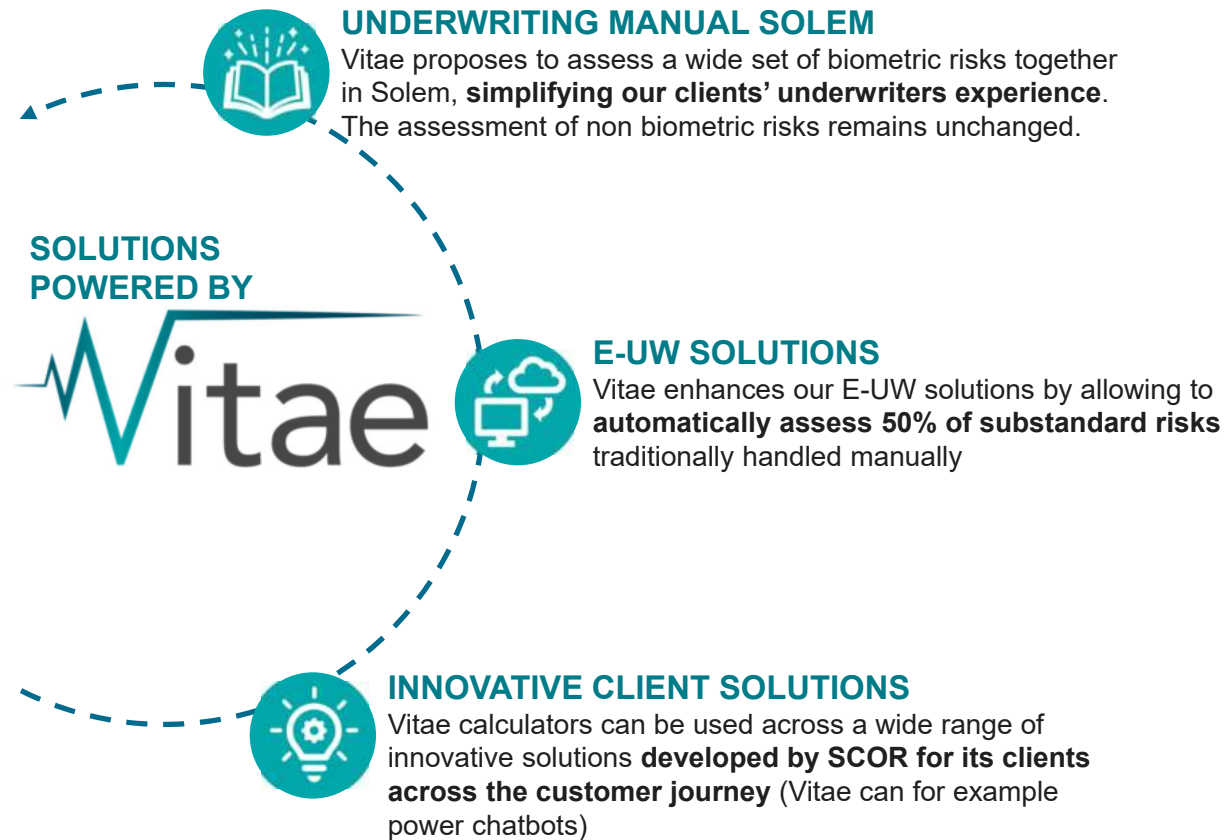 UNDERWRITING MANUAL SOLEM
Vitae proposes to assess a wide set of biometric risks together
in Solem, simplifying our clients’ underwriters experience.
The assessment of non biometric risks remains unchanged.
SOLUTIONS
POWERED BY
Vitae
E-UW SOLUTIONS
Vitae enhances our E-UW solutions by allowing to
automatically assess 50% of substandard risks
traditionally handled manually
INNOVATIVE CLIENT SOLUTIONS
Vitae calculators can be used across a wide range of
innovative solutions developed by SCOR for its clients
across the customer journey (Vitae can for example
power chatbots)